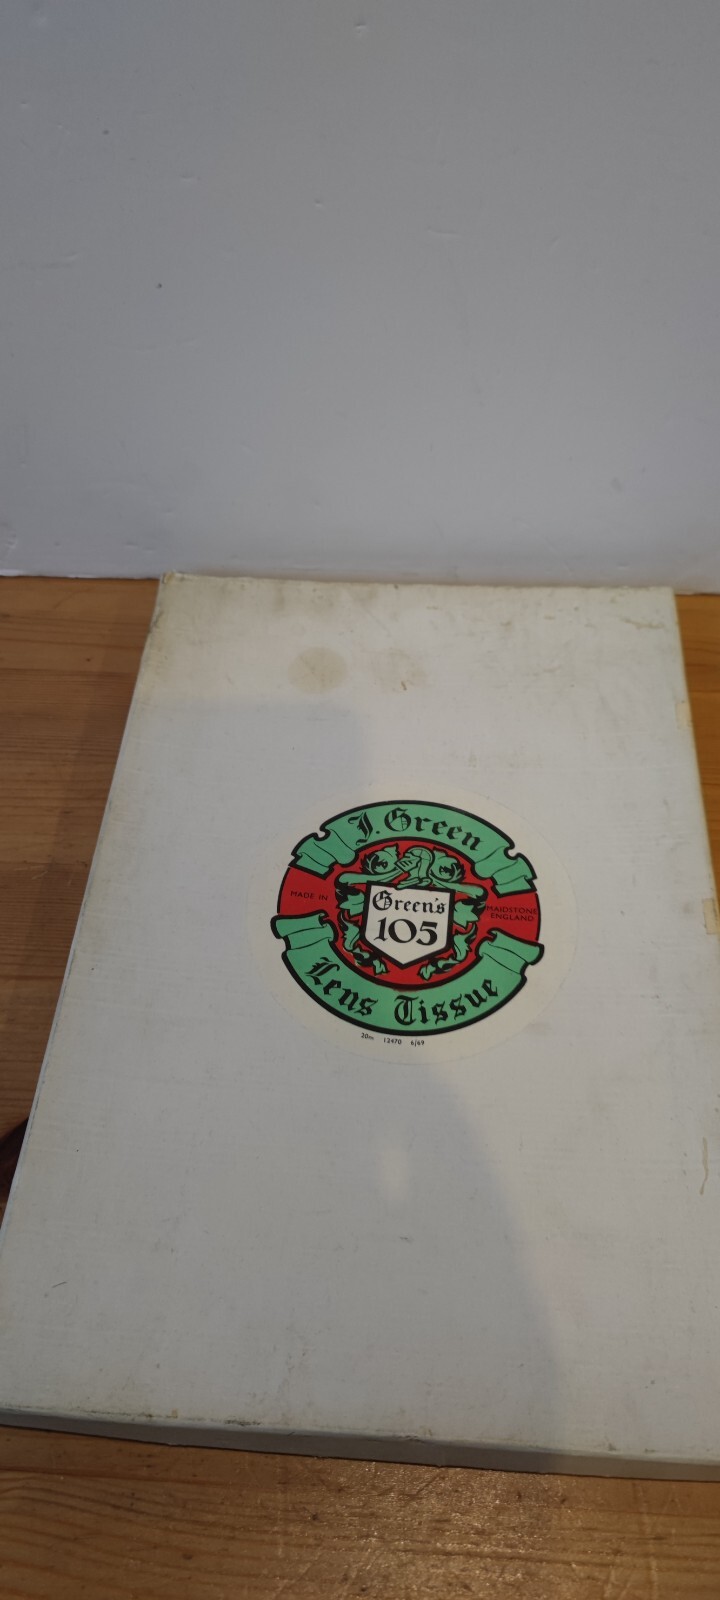 J. Green
MADE IN
MAIDSTONE
ENGLAND
Green's
105
Lens Tissue
20m 12470 6/69